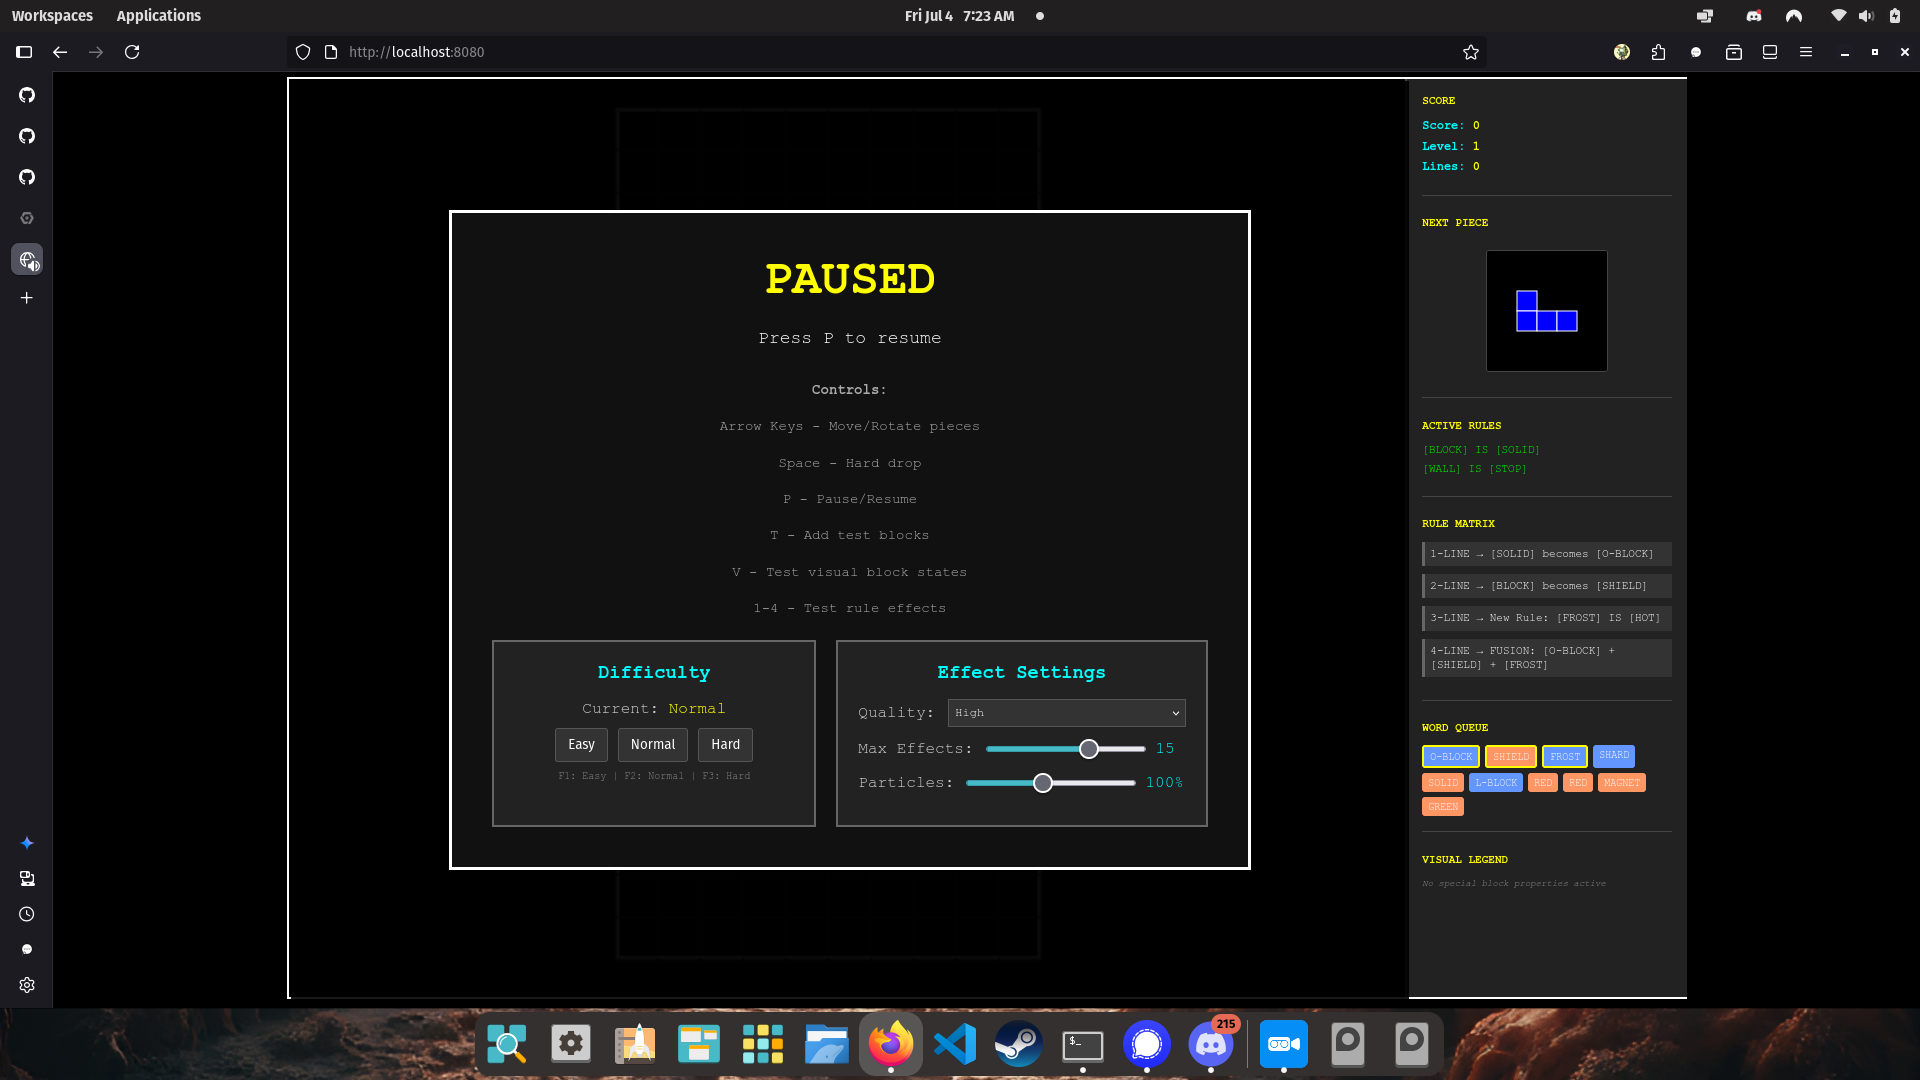 Workspaces Applications Fri Jul 4 7:23 AM
http://localhost:8080
PAUSED
Press P to resume
Controls:
Arrow Keys - Move/Rotate pieces
Space - Hard drop
P - Pause/Resume
T - Add test blocks
V - Test visual block states
1-4 - Test rule effects
Difficulty
Current: Normal
Easy Normal Hard
F1: Easy | F2: Normal | F3: Hard
Effect Settings
Quality: High
Max Effects: 15
Particles: 100%
SCORE
Score: 0
Level: 1
Lines: 0
NEXT PIECE
ACTIVE RULES
[BLOCK] IS [SOLID]
[WALL] IS [STOP]
RULE MATRIX
1-LINE → [SOLID] becomes [O-BLOCK]
2-LINE → [BLOCK] becomes [SHIELD]
3-LINE → New Rule: [FROST] IS [HOT]
4-LINE → FUSION: [O-BLOCK] +
[SHIELD] + [FROST]
WORD QUEUE
O-BLOCK SHIELD FROST SHARD
SOLID L-BLOCK RED RED MAGNET
GREEN
VISUAL LEGEND
No special block properties active
$_
215